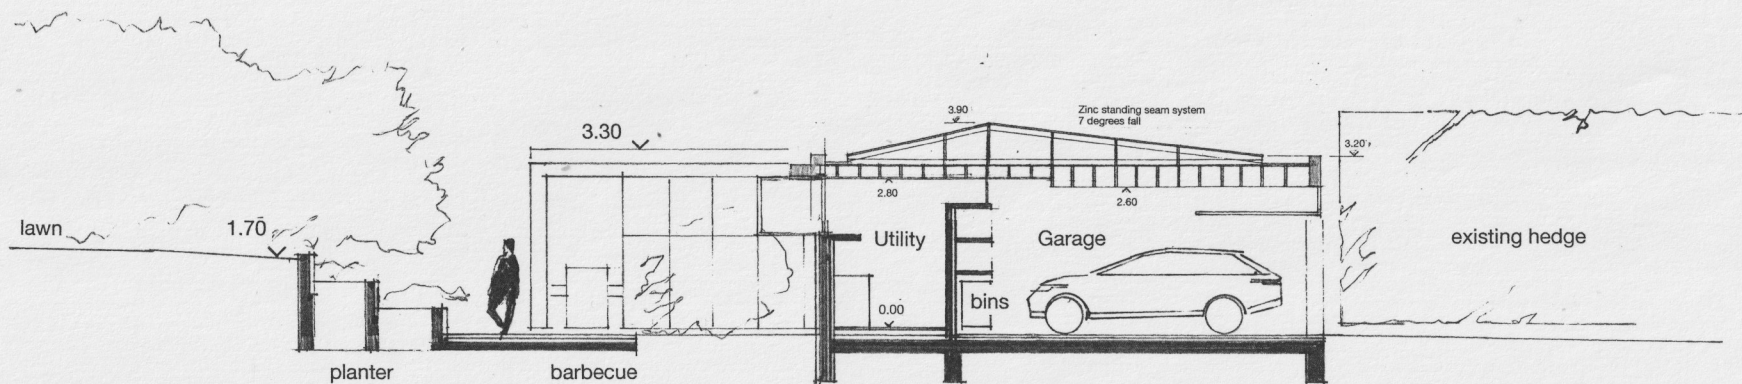 3.90
Zinc standing seam system
7 degrees fall
3.30
3.20
2.80
2.60
lawn
1.70
Utility
Garage
existing hedge
bins
0.00
planter
barbecue